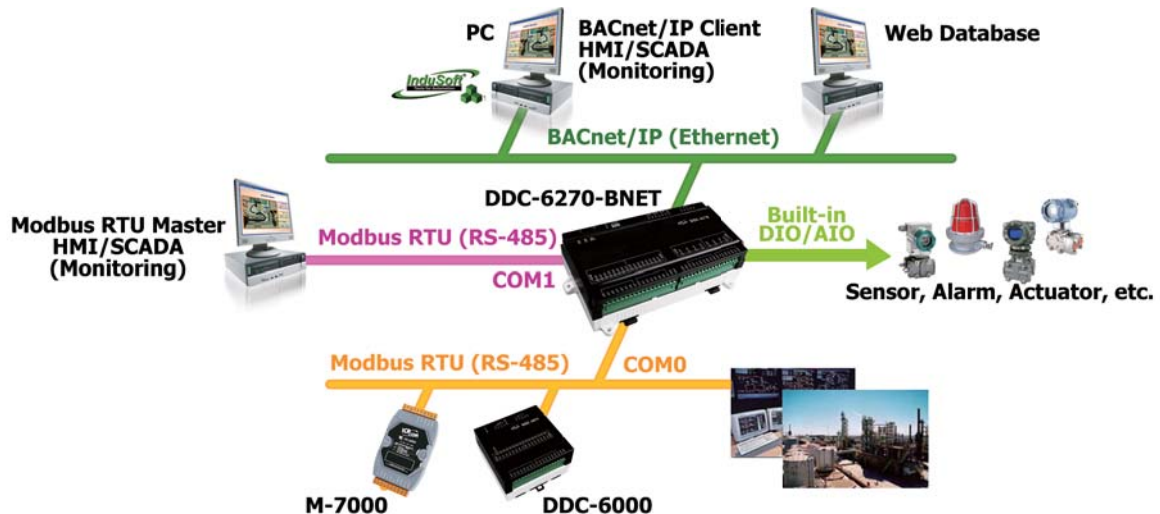 PC
BACnet/IP Client
HMI/SCADA
(Monitoring)
Web Database
InduSoft
BACnet/IP (Ethernet)
DDC-6270-BNET
Modbus RTU Master
HMI/SCADA
(Monitoring)
Modbus RTU (RS-485)
COM1
Built-in
DIO/AIO
Sensor, Alarm, Actuator, etc.
Modbus RTU (RS-485)
COM0
M-7000
DDC-6000